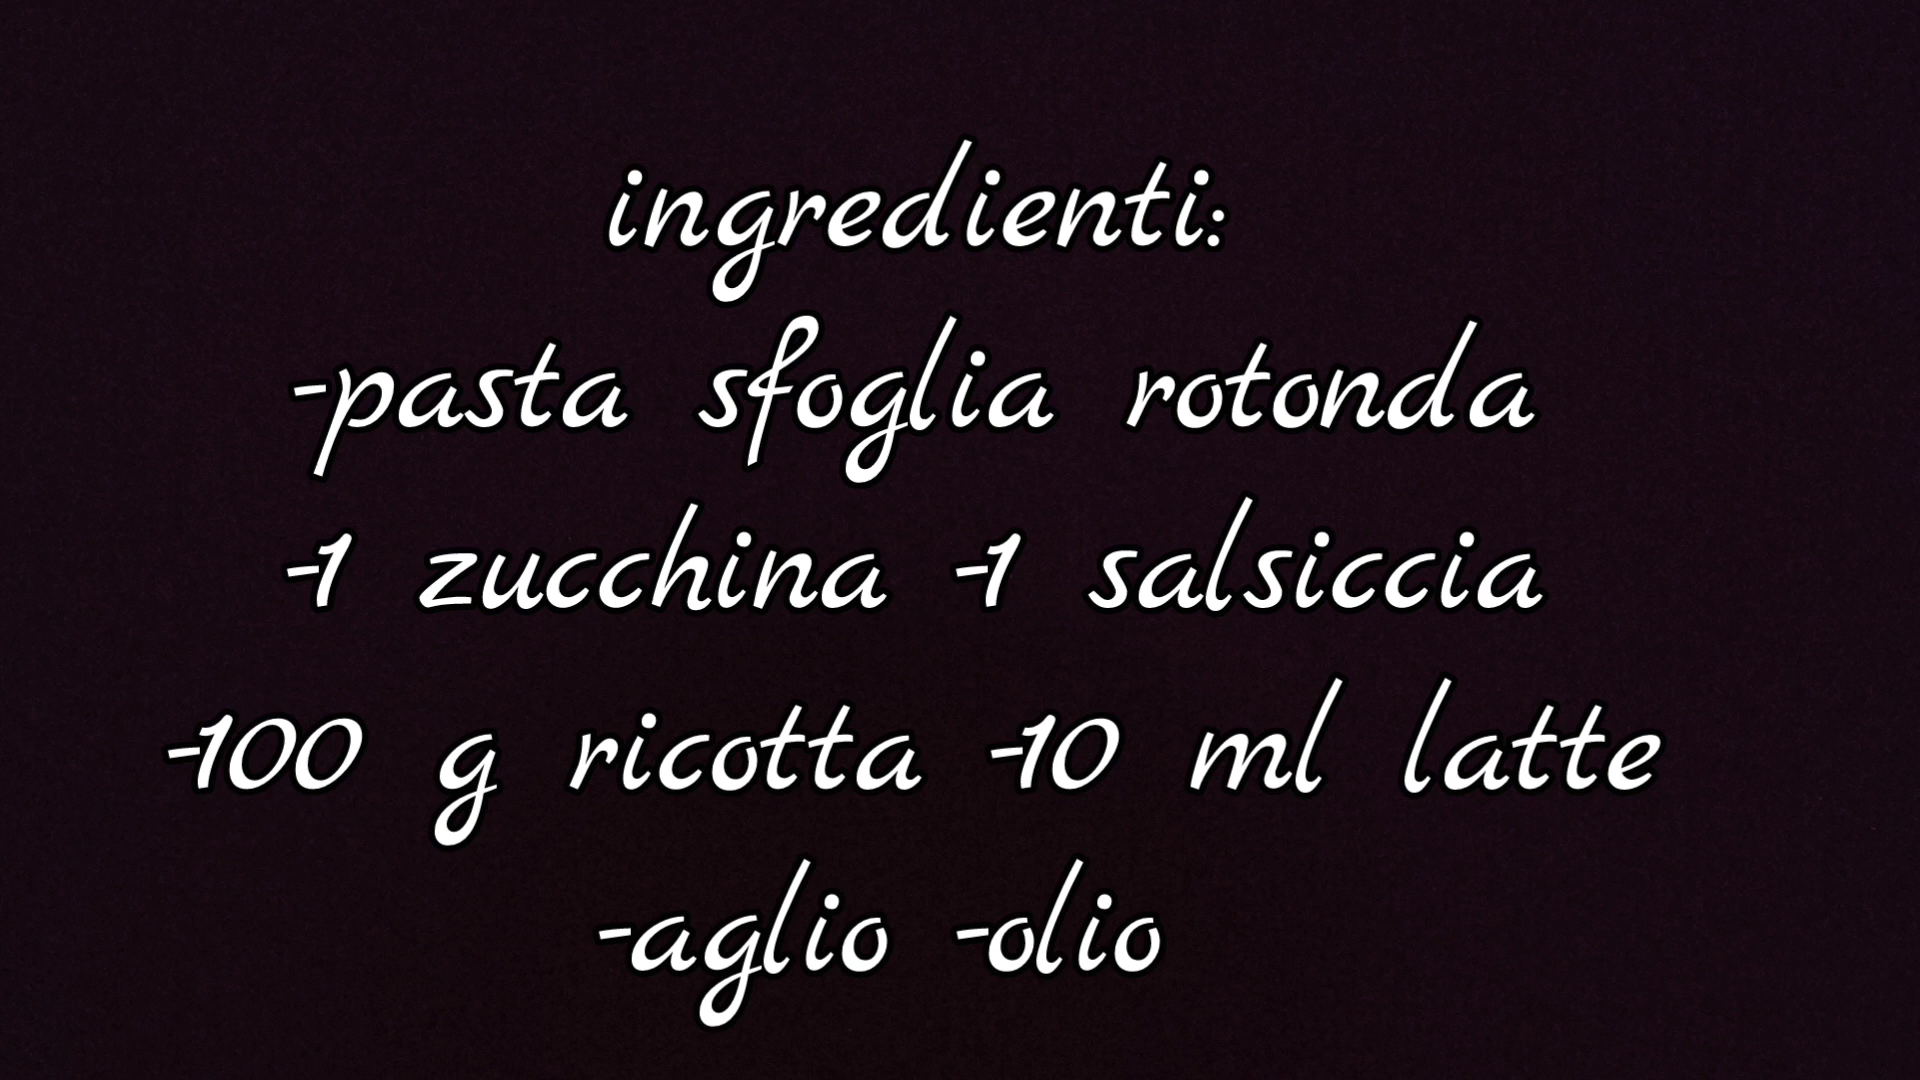 ingredienti:
-pasta sfoglia rotonda
-1 zucchina -1 salsiccia
-100 g ricotta -10 ml latte
-aglio -olio